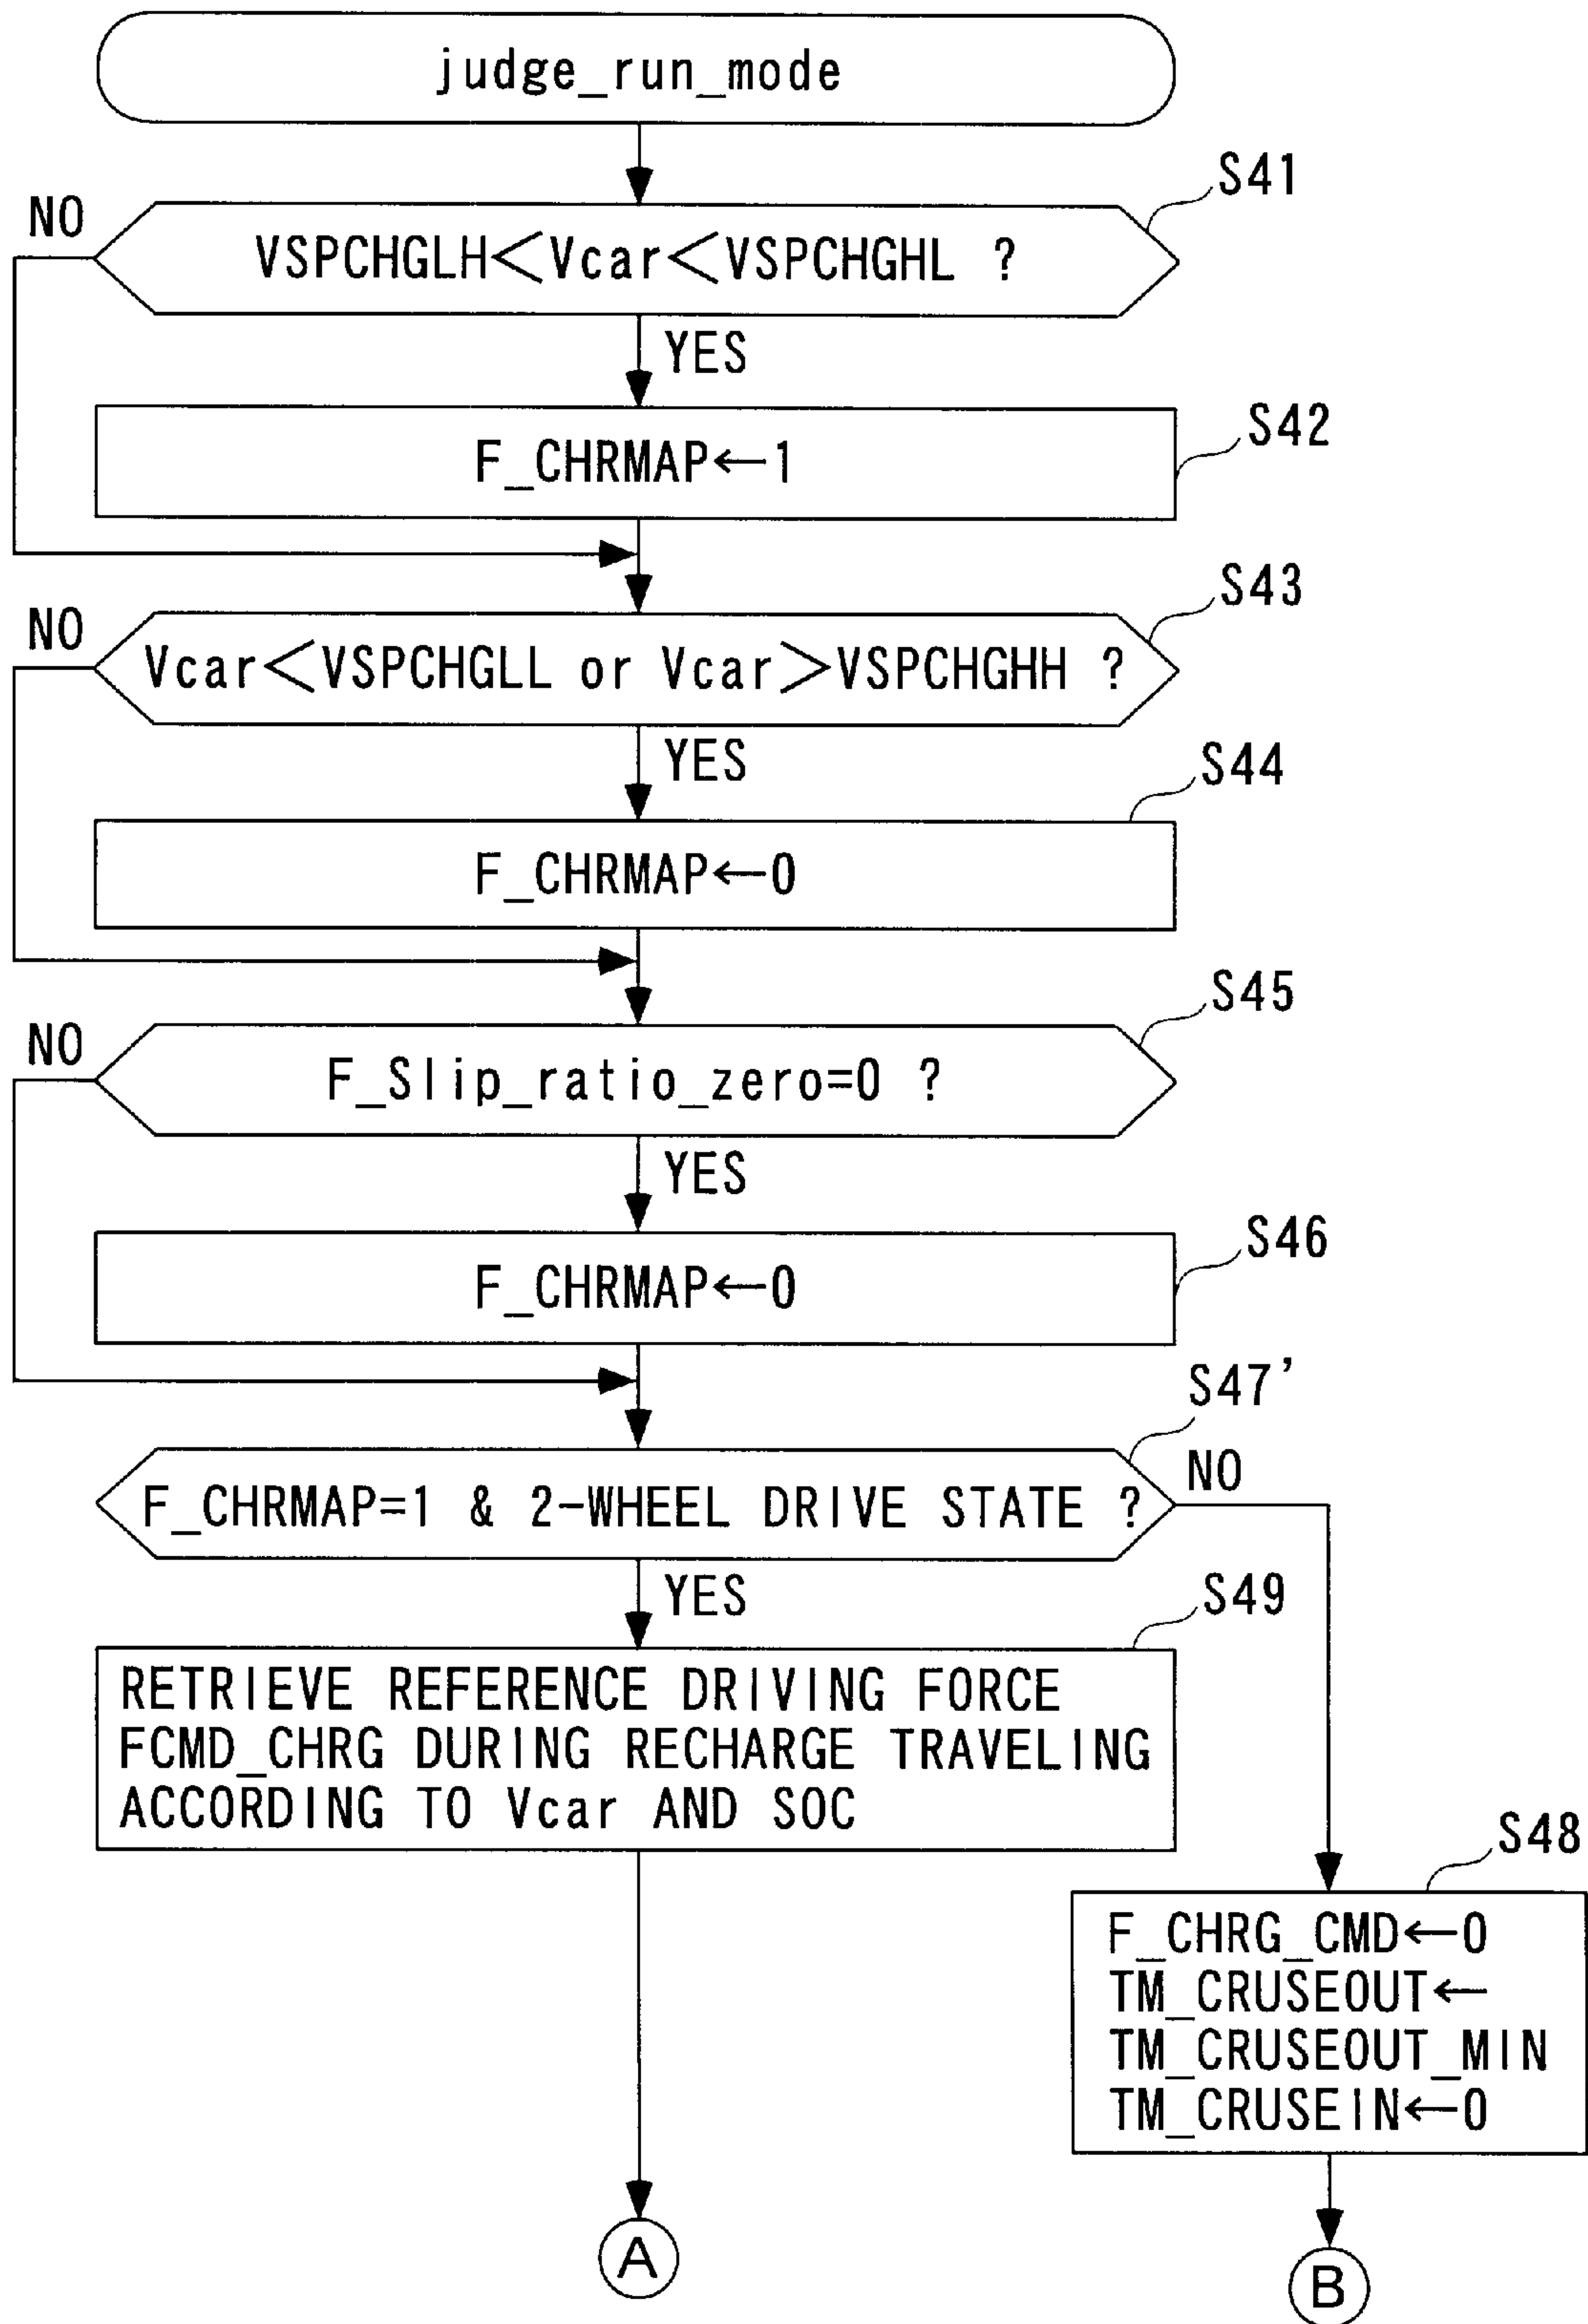 judge_run_mode
S41
NO
VSPCHGLH<Vcar<VSPCHGHL ?
YES
S42
F_CHRMAP←1
S43
NO
Vcar<VSPCHGLL or Vcar>VSPCHGHH ?
YES
S44
F_CHRMAP←0
S45
NO
F_Slip_ratio_zero=0 ?
YES
S46
F_CHRMAP←0
S47'
NO
F_CHRMAP=1 & 2-WHEEL DRIVE STATE ?
YES
S49
RETRIEVE REFERENCE DRIVING FORCE
FCMD_CHRG DURING RECHARGE TRAVELING
ACCORDING TO Vcar AND SOC
S48
F_CHRG_CMD←0
TM_CRUSEOUT←
TM_CRUSEOUT_MIN
TM_CRUSEIN←0
A
B